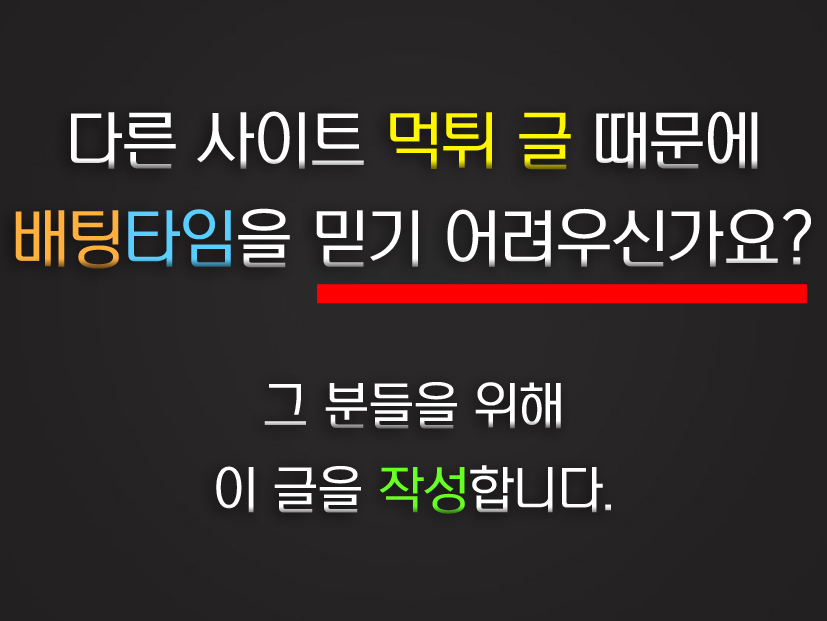 다른 사이트 먹튀 글 때문에
배팅타임을 믿기 어려우신가요?
그 분들을 위해
이 글을 작성합니다.